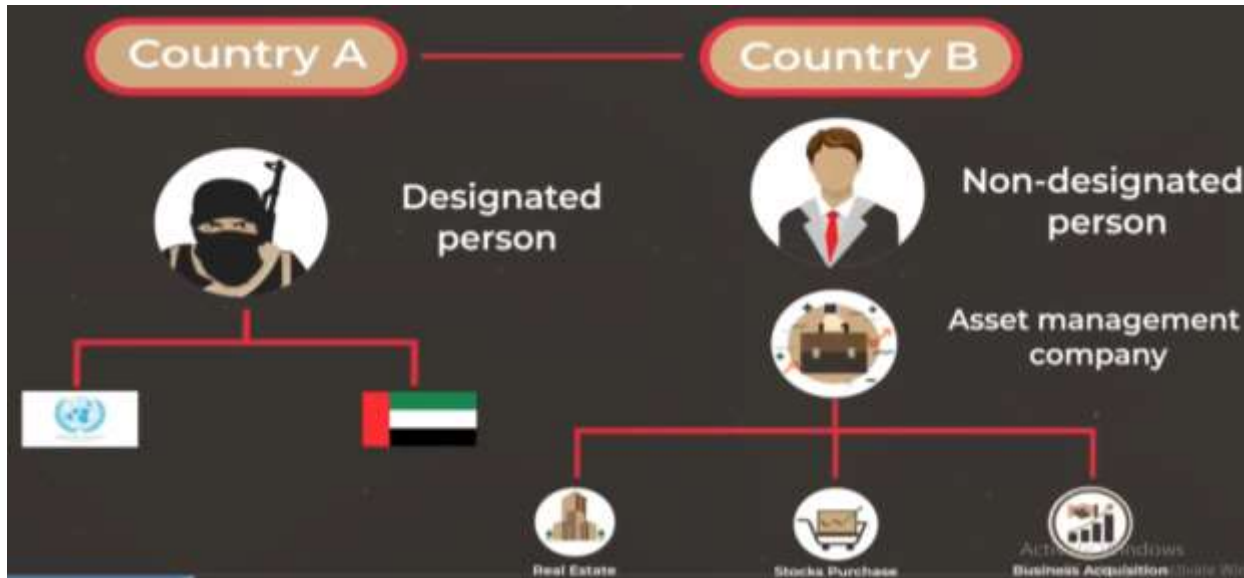 Country A
Country B
Designated
person
Non-designated
person
Asset management
company
Real Estate
Stocks Purchase
Business Acquisition